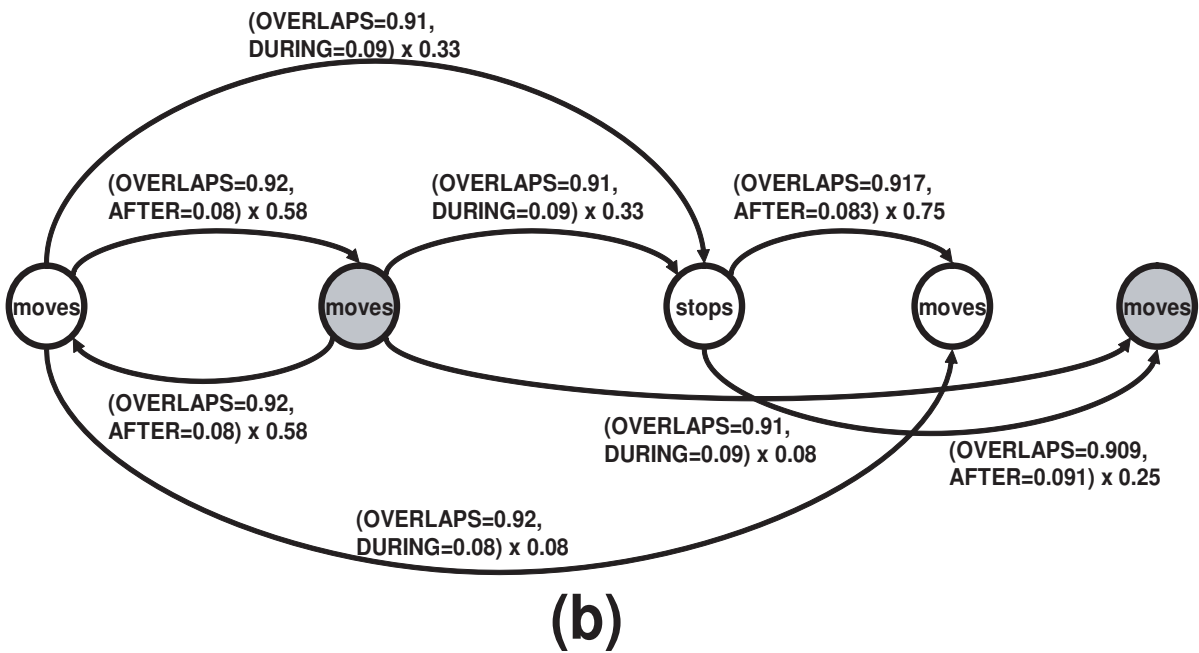 (OVERLAPS=0.91,
DURING=0.09) x 0.33
(OVERLAPS=0.92,
AFTER=0.08) x 0.58
(OVERLAPS=0.91,
DURING=0.09) x 0.33
(OVERLAPS=0.917,
AFTER=0.083) x 0.75
moves
moves
stops
moves
moves
(OVERLAPS=0.92,
AFTER=0.08) x 0.58
(OVERLAPS=0.91,
DURING=0.09) x 0.08
(OVERLAPS=0.909,
AFTER=0.091) x 0.25
(OVERLAPS=0.92,
DURING=0.08) x 0.08
(b)